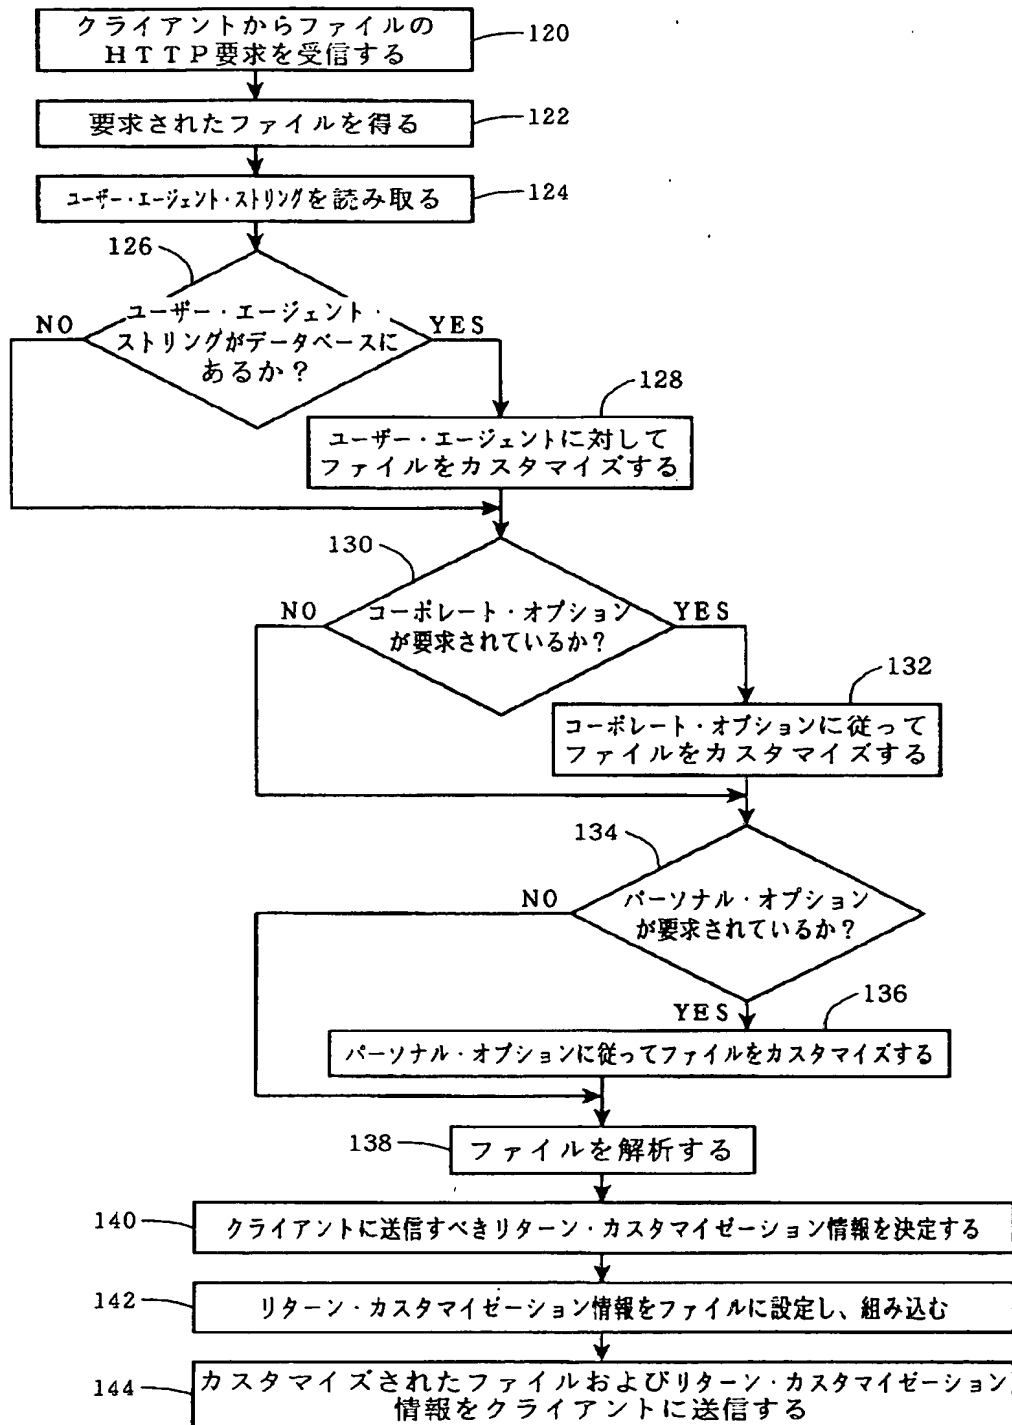 クライアントからファイルの
HTTP要求を受信する
120
要求されたファイルを得る
122
ユーザー・エージェント・ストリングを読み取る
124
126
ユーザー・エージェント・
ストリングがデータベースに
あるか?
NO
YES
128
ユーザー・エージェントに対して
ファイルをカスタマイズする
130
コーポレート・オプション
が要求されているか?
NO
YES
132
コーポレート・オプションに従って
ファイルをカスタマイズする
134
パーソナル・オプション
が要求されているか?
NO
YES
136
パーソナル・オプションに従ってファイルをカスタマイズする
138
ファイルを解析する
140
クライアントに送信すべきリターン・カスタマイゼーション情報を決定する
142
リターン・カスタマイゼーション情報をファイルに設定し、組み込む
144
カスタマイズされたファイルおよびリターン・カスタマイゼーション
情報をクライアントに送信する